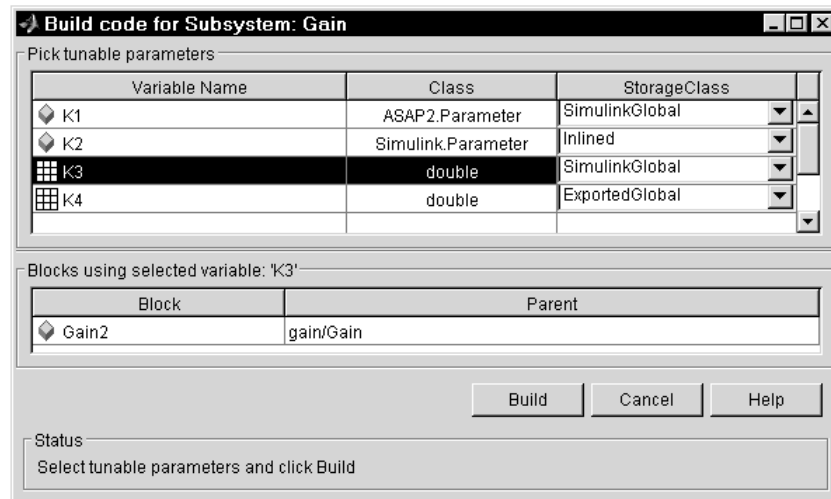 Build code for Subsystem: Gain
Pick tunable parameters
Variable Name Class StorageClass
K1 ASAP2.Parameter SimulinkGlobal
K2 Simulink.Parameter Inlined
K3 double SimulinkGlobal
K4 double ExportedGlobal
Blocks using selected variable: 'K3'
Block Parent
Gain2 gain/Gain
Build Cancel Help
Status
Select tunable parameters and click Build